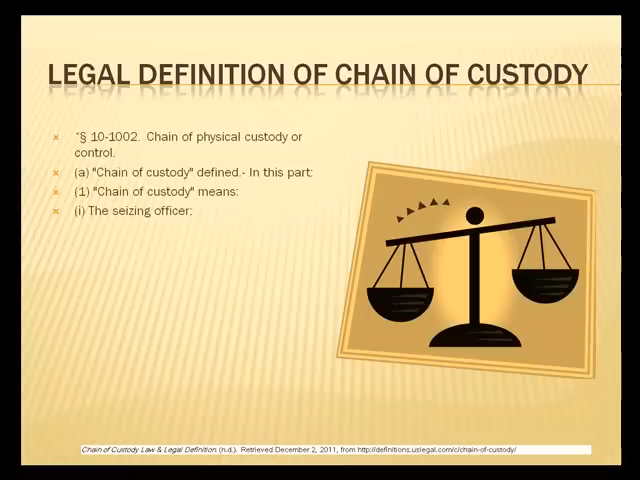 LEGAL DEFINITION OF CHAIN OF CUSTODY
"§ 10-1002. Chain of physical custody or
control.
(a) "Chain of custody" defined.- In this part:
(1) "Chain of custody" means:
(i) The seizing officer;
Chain of Custody Law & Legal Definition. (n.d.). Retrieved December 2, 2011, from http://definitions.uslegal.com/c/chain-of-custody/